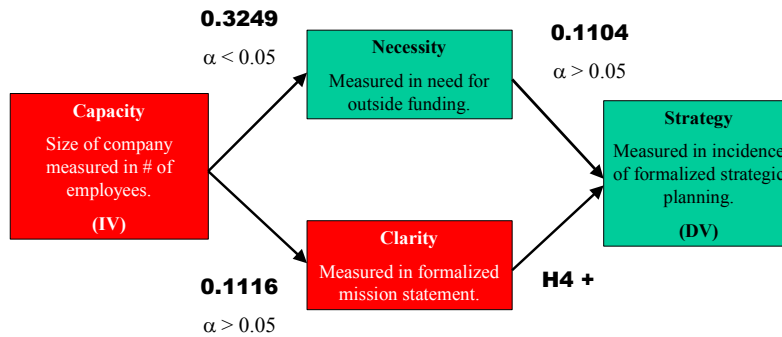 0.3249
α < 0.05
Necessity
Measured in need for
outside funding.
0.1104
α > 0.05
Capacity
Size of company
measured in # of
employees.
(IV)
Strategy
Measured in incidence
of formalized strategic
planning.
(DV)
Clarity
Measured in formalized
mission statement.
0.1116
α > 0.05
H4 +